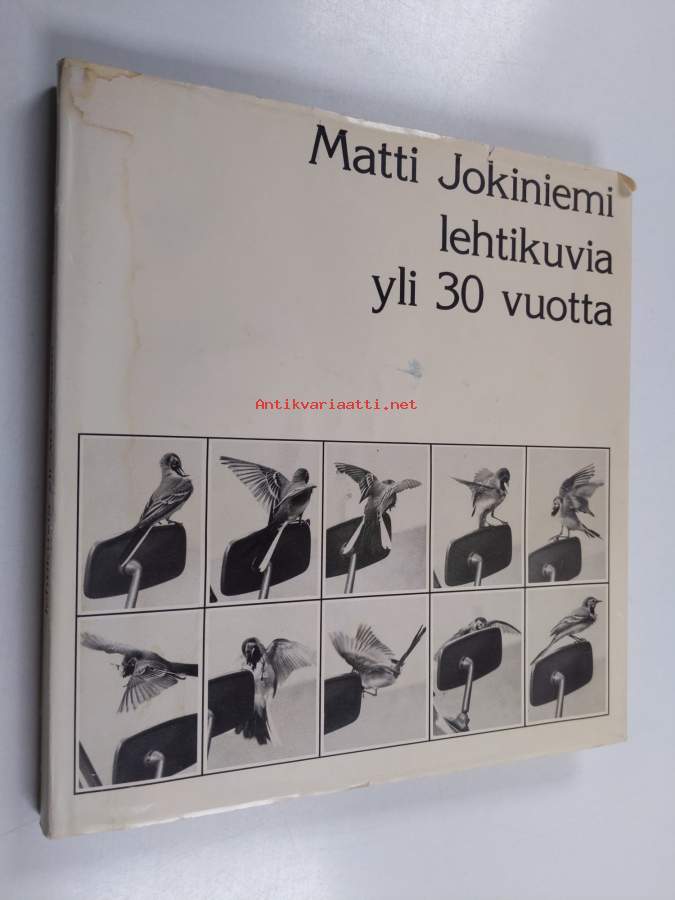 Matti Jokiniemi
lehtikuvia
yli 30 vuotta
Antikvariaatti.net